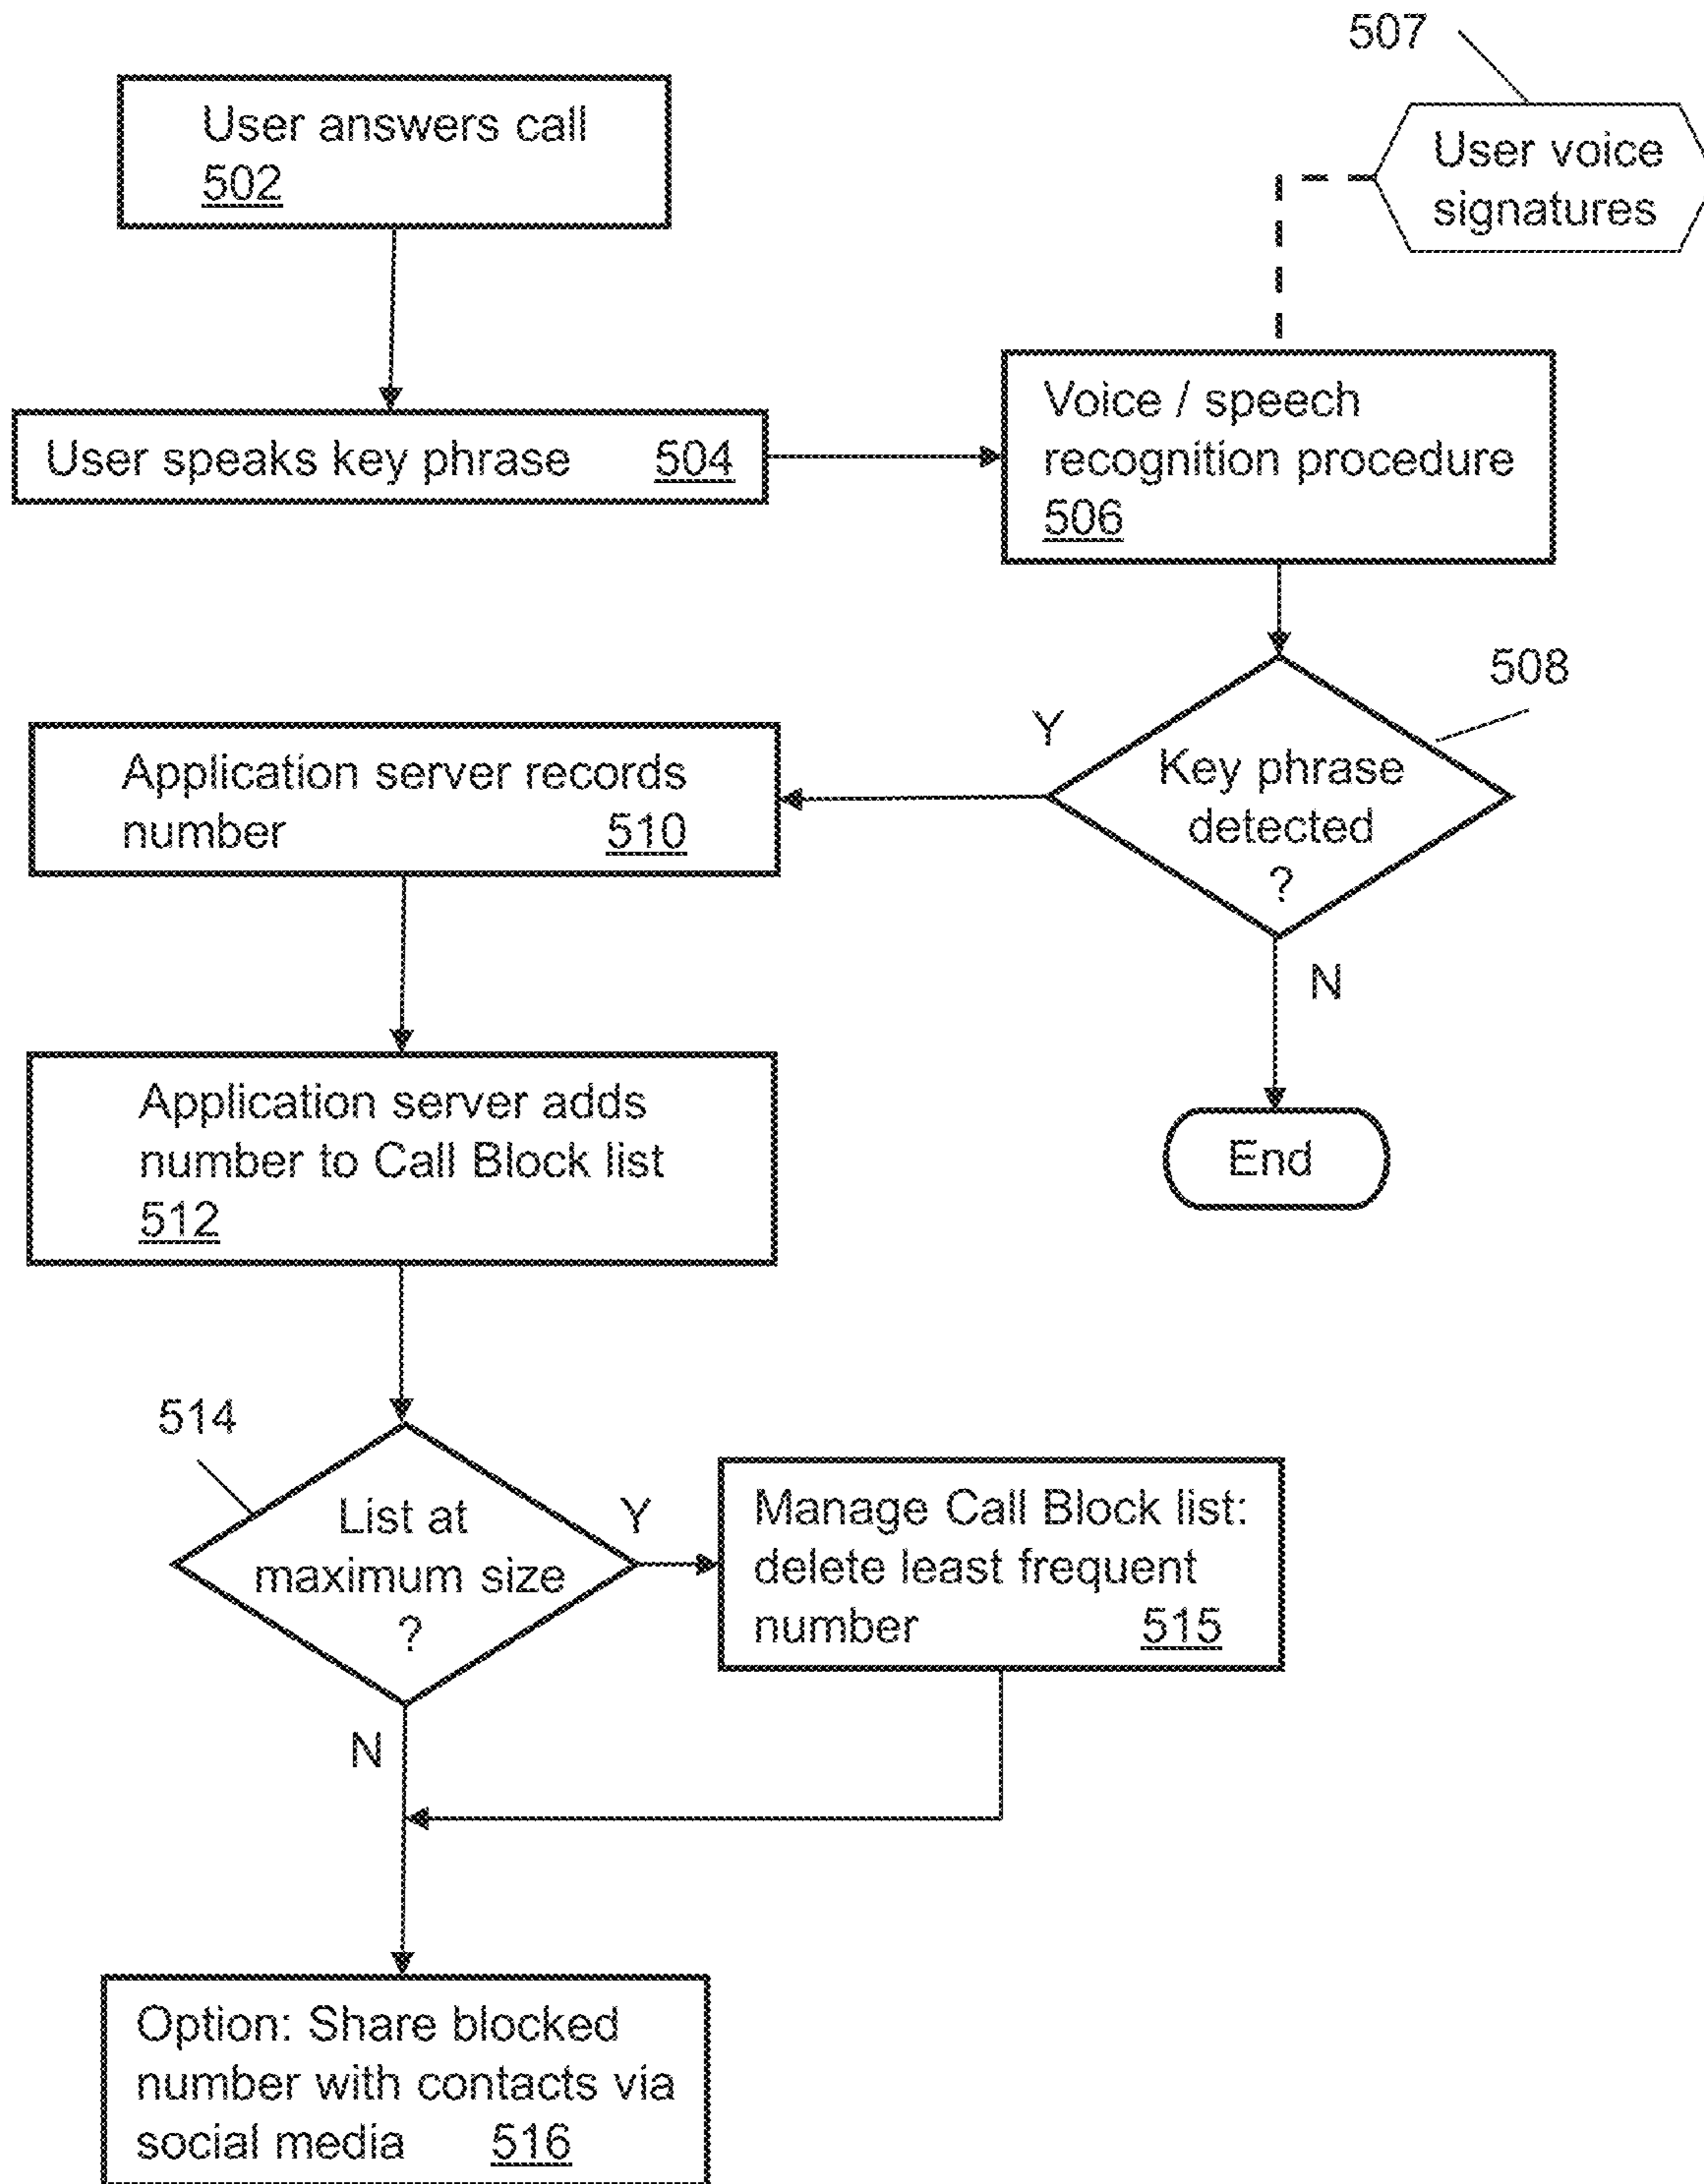 507
User answers call
502
User voice
signatures
User speaks key phrase 504
Voice / speech
recognition procedure
506
508
Y
Key phrase
detected
?
Application server records
number 510
N
End
Application server adds
number to Call Block list
512
514
List at
maximum size
?
Y
Manage Call Block list:
delete least frequent
number 515
N
Option: Share blocked
number with contacts via
social media 516